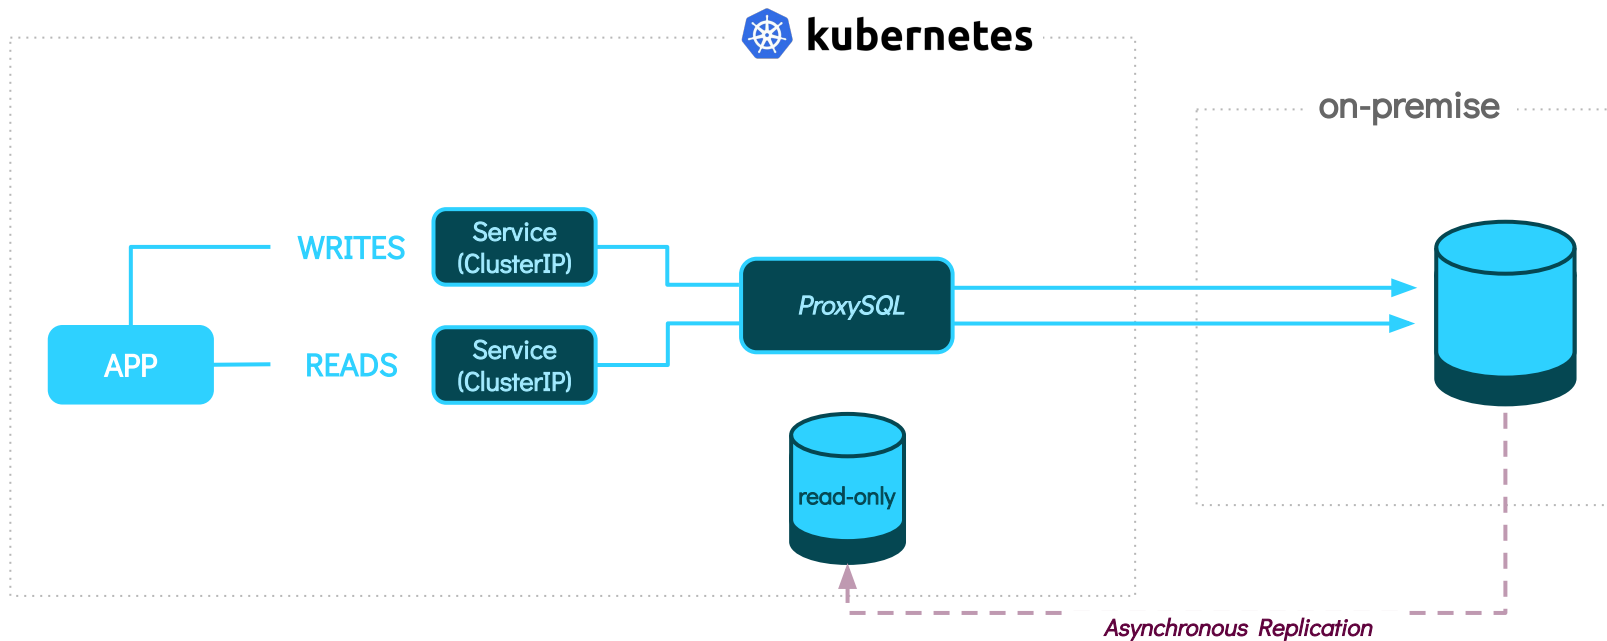 kubernetes
on-premise
WRITES
Service
(ClusterIP)
ProxySQL
APP
READS
Service
(ClusterIP)
read-only
Asynchronous Replication